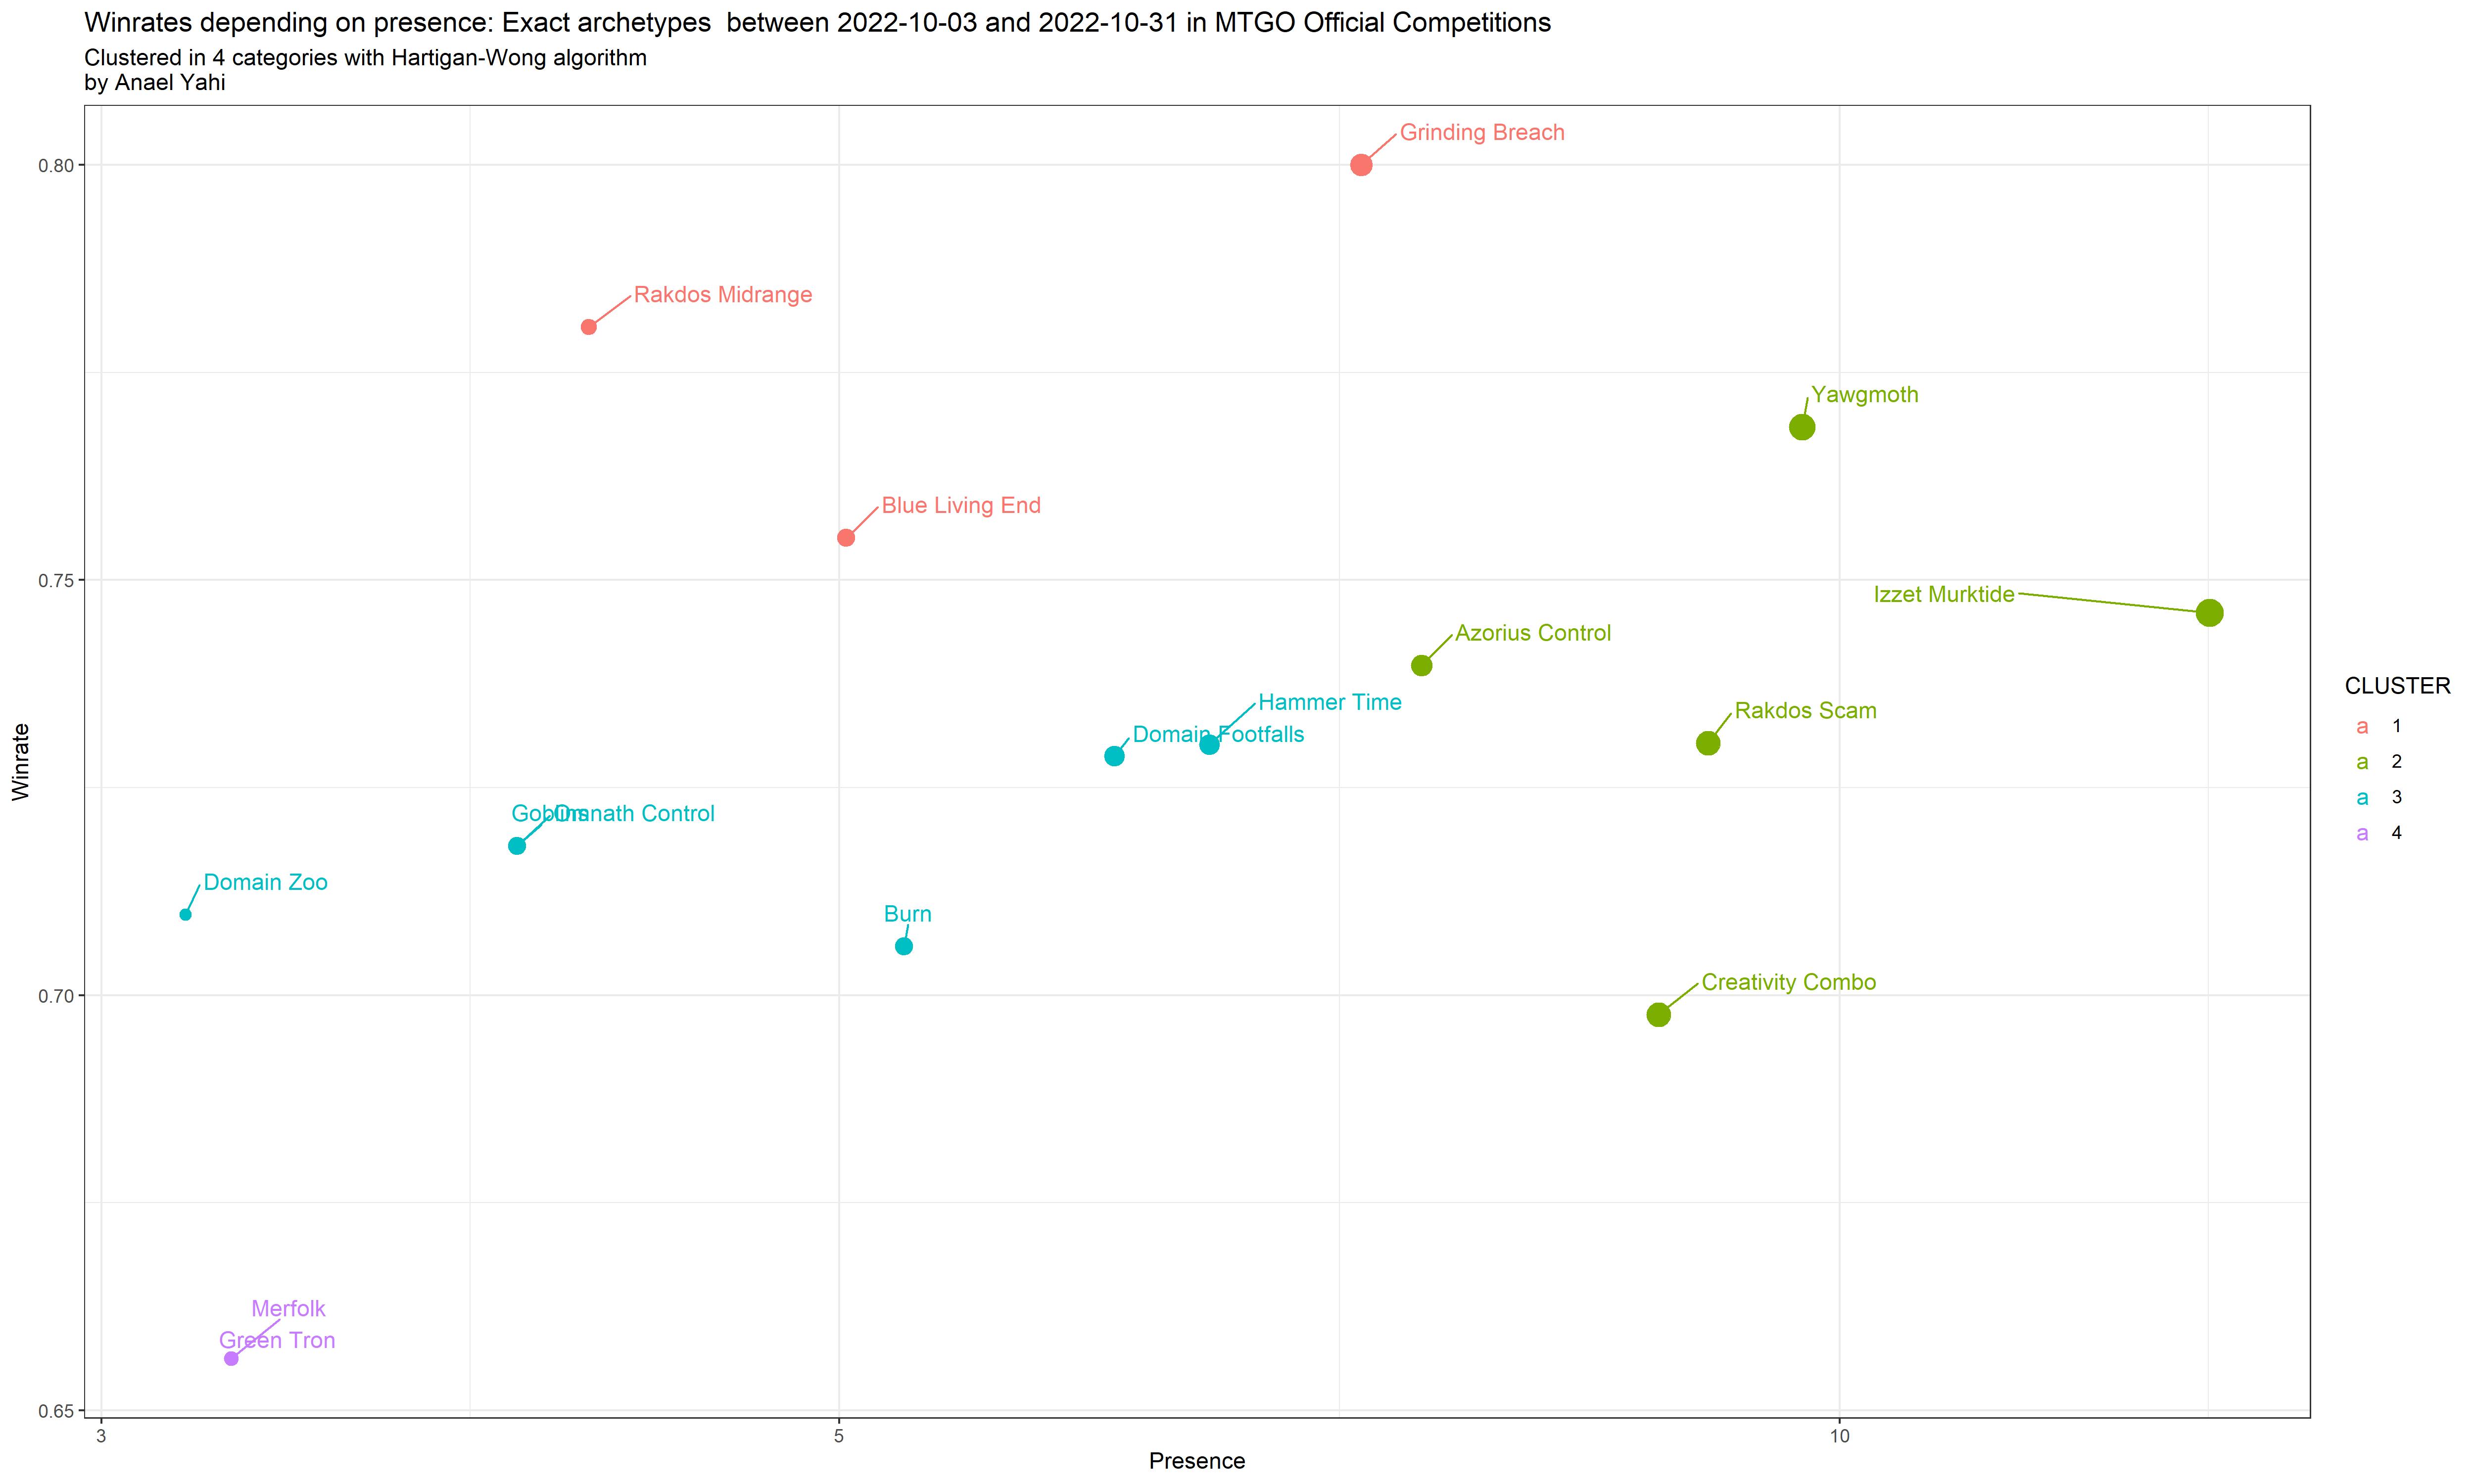 Winrates depending on presence: Exact archetypes  between 2022-10-03 and 2022-10-31 in MTGO Official Competitions
Clustered in 4 categories with Hartigan-Wong algorithm
by Anael Yahi
Grinding Breach
0.80
Rakdos Midrange
Yawgmoth
Blue Living End
0.75
Izzet Murktide
Azorius Control
CLUSTER
Hammer Time
Rakdos Scam
a 1
Domain Footfalls
Winrate
a 2
a 3
Goblins
Omnath Control
a 4
Domain Zoo
Burn
0.70
Creativity Combo
Merfolk
Green Tron
0.65
3
5
10
Presence